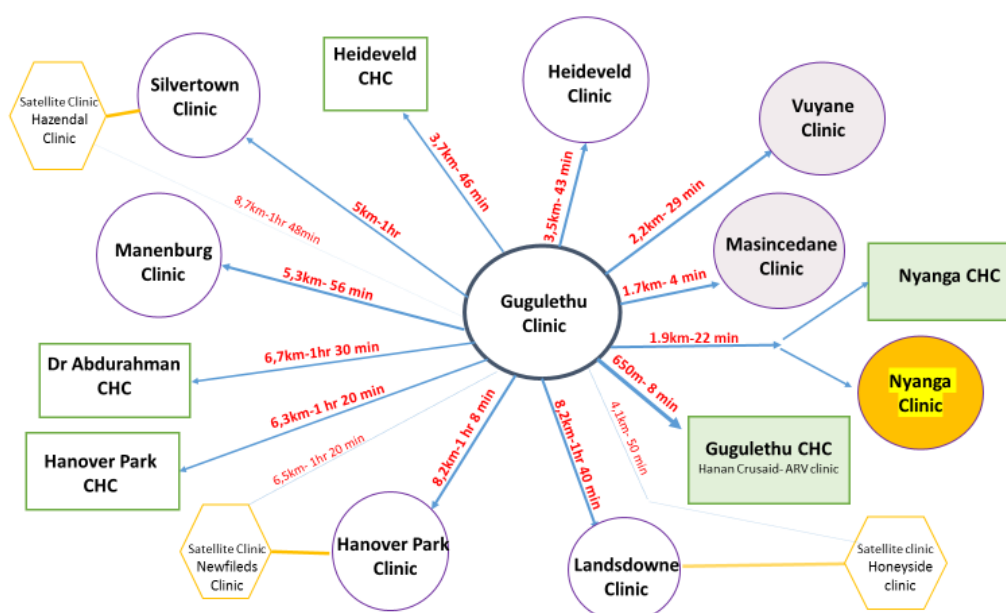 Heideveld
CHC
Heideveld
Clinic
Silvertown
Clinic
Satellite Clinic
Hazendal
Clinic
Vuyane
Clinic
3,7km- 46 min
3,5km- 43 min
2,2km- 29 min
5km-1hr
8,7km-1hr 48min
Manenburg
Clinic
5,3km- 56 min
Masincedane
Clinic
1.7km- 4 min
Nyanga CHC
Gugulethu
Clinic
1.9km-22 min
Dr Abdurahman
CHC
6,7km-1hr 30 min
Nyanga
Clinic
650m- 8 min
6,3km-1 hr 20 min
Hanover Park
CHC
6,5km- 1hr 20 min
8,2km-1 hr 8 min
8,2km-1hr 40 min
4,1km- 50 min
Gugulethu CHC
Hanan Crusaid- ARV clinic
Satellite Clinic
Newfileds
Clinic
Hanover Park
Clinic
Landsdowne
Clinic
Satellite clinic
Honeyside
clinic